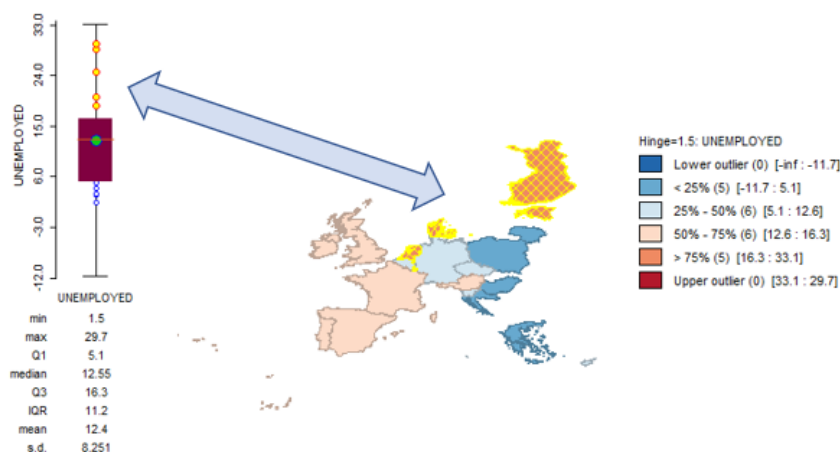 33.0
24.0
15.0
6.0
-3.0
-12.0
UNEMPLOYED
UNEMPLOYED
min 1.5
max 29.7
Q1 5.1
median 12.55
Q3 16.3
IQR 11.2
mean 12.4
s.d. 8.251
Hinge=1.5: UNEMPLOYED
Lower outlier (0) [-inf : -11.7]
< 25% (5) [-11.7 : 5.1]
25% - 50% (6) [5.1 : 12.6]
50% - 75% (6) [12.6 : 16.3]
> 75% (5) [16.3 : 33.1]
Upper outlier (0) [33.1 : 29.7]